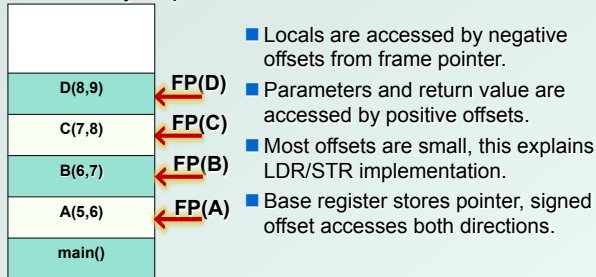 D(8,9)
C(7,8)
B(6,7)
A(5,6)
main()
FP(D)
FP(C)
FP(B)
FP(A)
■ Locals are accessed by negative
offsets from frame pointer.
■ Parameters and return value are
accessed by positive offsets.
■ Most offsets are small, this explains
LDR/STR implementation.
■ Base register stores pointer, signed
offset accesses both directions.